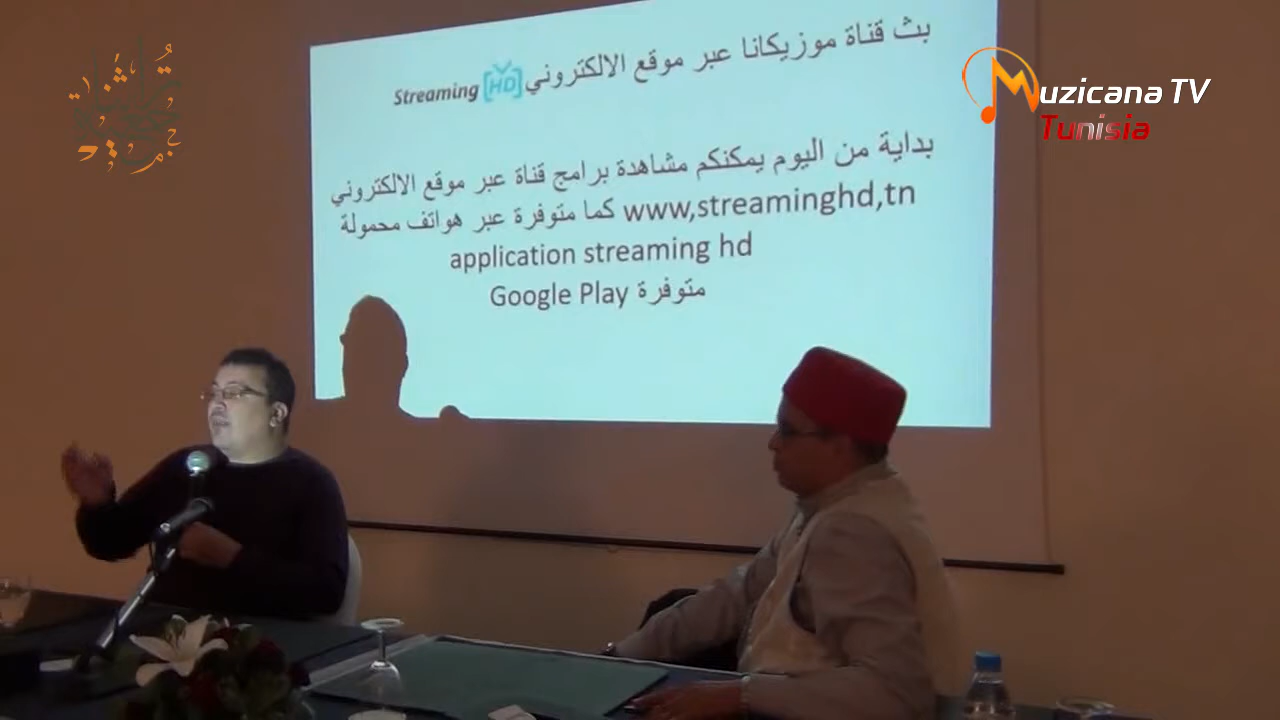 بث قناة موزيكانا عبر موقع الالكتروني Streaming HD
بداية من اليوم يمكنكم مشاهدة برامج قناة عبر موقع الالكتروني
www,streaminghd,tn كما متوفرة عبر هواتف محمولة
application streaming hd
متوفرة Google Play
Muzicana TV
Tunisia